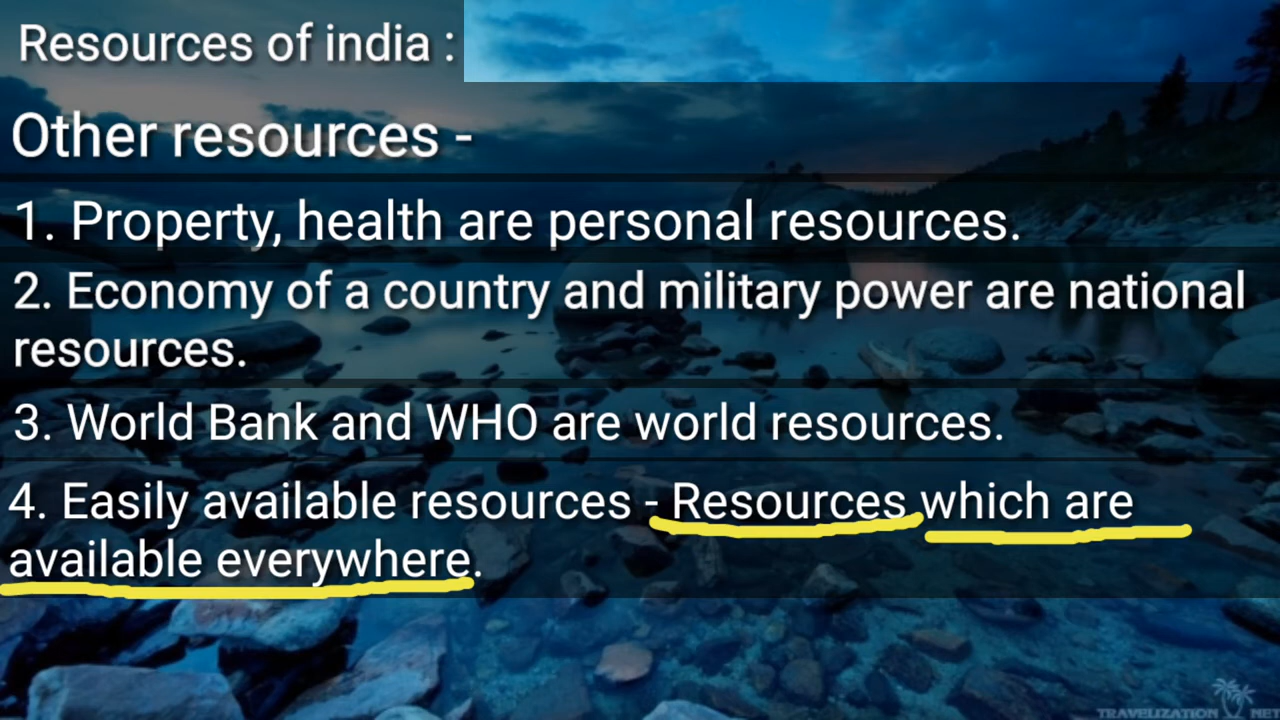 Resources of india :
Other resources -
1. Property, health are personal resources.
2. Economy of a country and military power are national
resources.
3. World Bank and WHO are world resources.
4. Easily available resources - Resources which are
available everywhere.
TRAVELIZATION NET